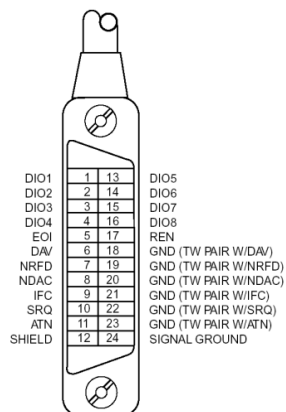 DIO1 1 13 DIO5
DIO2 2 14 DIO6
DIO3 3 15 DIO7
DIO4 4 16 DIO8
EOI 5 17 REN
DAV 6 18 GND (TW PAIR W/DAV)
NRFD 7 19 GND (TW PAIR W/NRFD)
NDAC 8 20 GND (TW PAIR W/NDAC)
IFC 9 21 GND (TW PAIR W/IFC)
SRQ 10 22 GND (TW PAIR W/SRQ)
ATN 11 23 GND (TW PAIR W/ATN)
SHIELD 12 24 SIGNAL GROUND